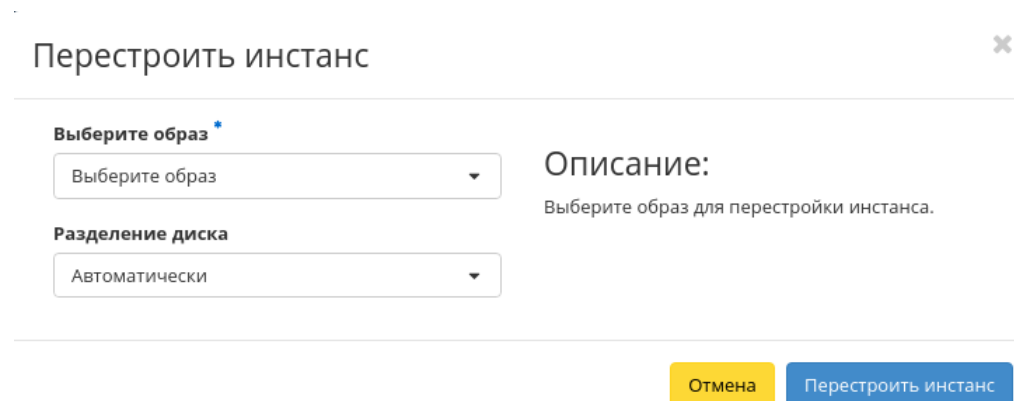 Перестроить инстанс
Выберите образ *
Выберите образ
Разделение диска
Автоматически
Описание:
Выберите образ для перестройки инстанса.
Отмена
Перестроить инстанс